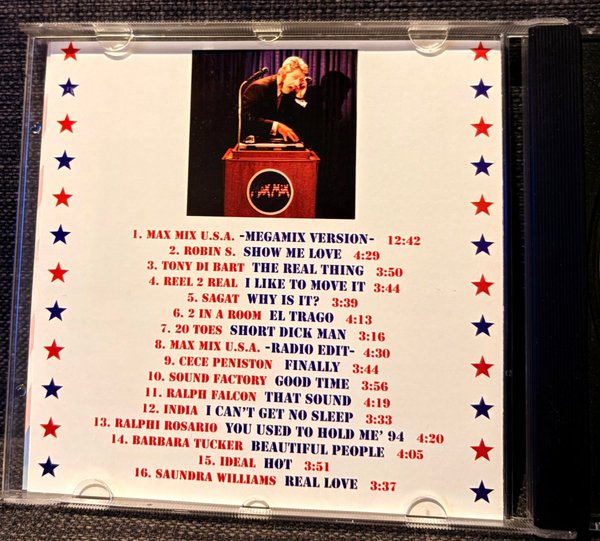 MAX MIX
1. MAX MIX U.S.A. -MEGAMIX VERSION- 12:42
2. ROBIN S. SHOW ME LOVE 4:29
3. TONY DI BART THE REAL THING 3:50
4. REEL 2 REAL I LIKE TO MOVE IT 3:44
5. SAGAT WHY IS IT? 3:39
6. 2 IN A ROOM EL TRAGO 4:13
7. 20 TOES SHORT DICK MAN 3:16
8. MAX MIX U.S.A. -RADIO EDIT- 4:30
9. CECE PENISTON FINALLY 3:44
10. SOUND FACTORY GOOD TIME 3:56
11. RALPH FALCON THAT SOUND 4:19
12. INDIA I CAN'T GET NO SLEEP 3:33
13. RALPHI ROSARIO YOU USED TO HOLD ME' 94 4:20
14. BARBARA TUCKER BEAUTIFUL PEOPLE 4:05
15. IDEAL HOT 3:51
16. SAUNDRA WILLIAMS REAL LOVE 3:37